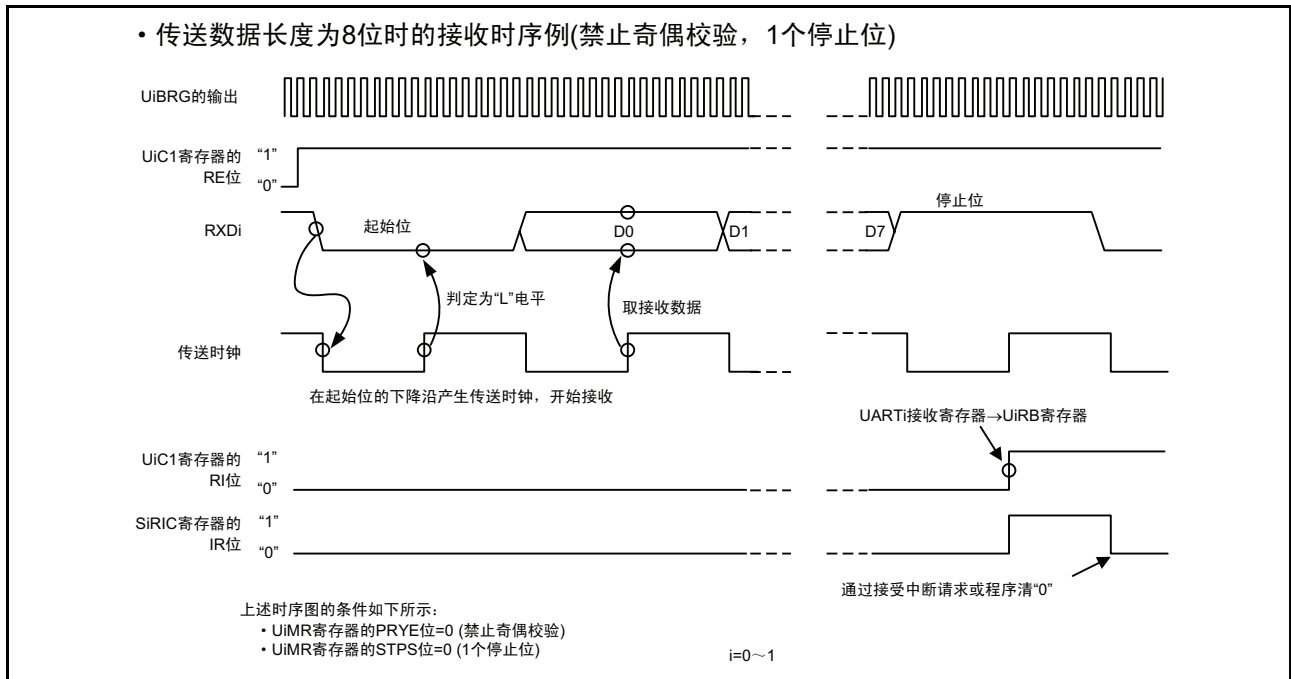 ・传送数据长度为8位时的接收时序例(禁止奇偶校验，1个停止位)
UiBRG的输出
UiC1寄存器的
RE位
“1”
“0”
RXDi
起始位
D0
D1
D7
停止位
判定为“L”电平
取接收数据
传送时钟
在起始位的下降沿产生传送时钟，开始接收
UARTi接收寄存器→UiRB寄存器
UiC1寄存器的
RI位
“1”
“0”
SiRIC寄存器的
IR位
“1”
“0”
通过接受中断请求或程序清“0”
上述时序图的条件如下所示：
・UiMR寄存器的PRYE位=0 (禁止奇偶校验)
・UiMR寄存器的STPS位=0 (1个停止位)
i=0～1